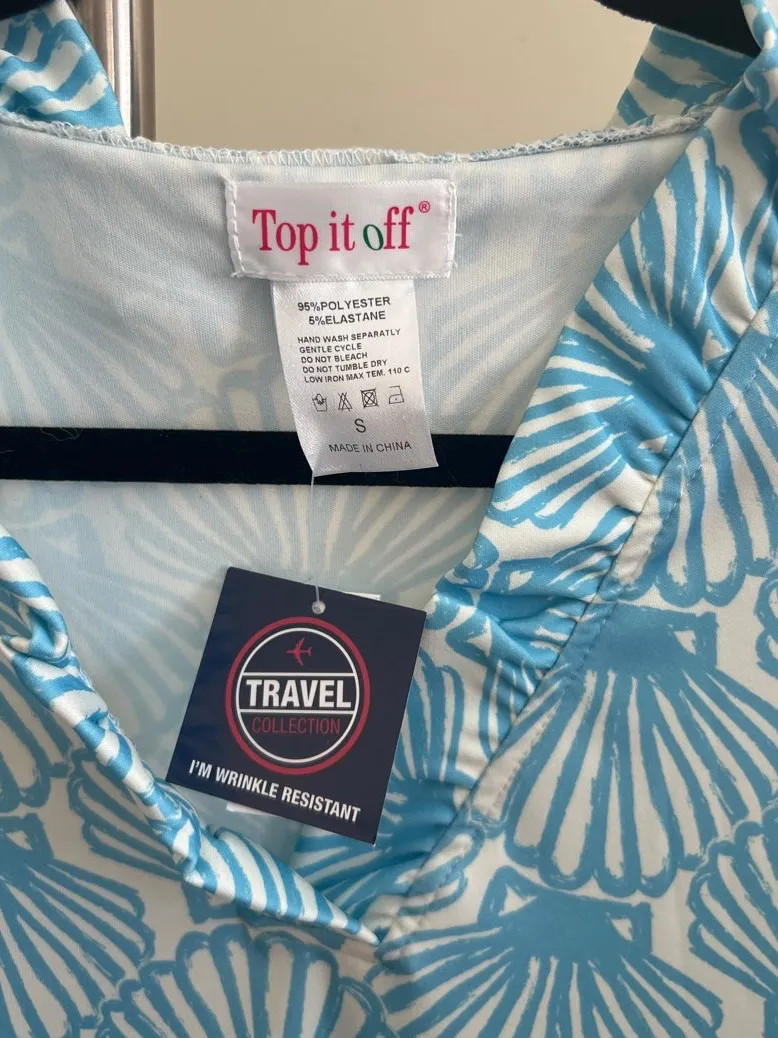 Top it off®
95%POLYESTER
5%ELASTANE
HAND WASH SEPARATLY
GENTLE CYCLE
DO NOT BLEACH
DO NOT TUMBLE DRY
LOW IRON MAX TEM. 110 C
S
MADE IN CHINA
TRAVEL
COLLECTION
I'M WRINKLE RESISTANT